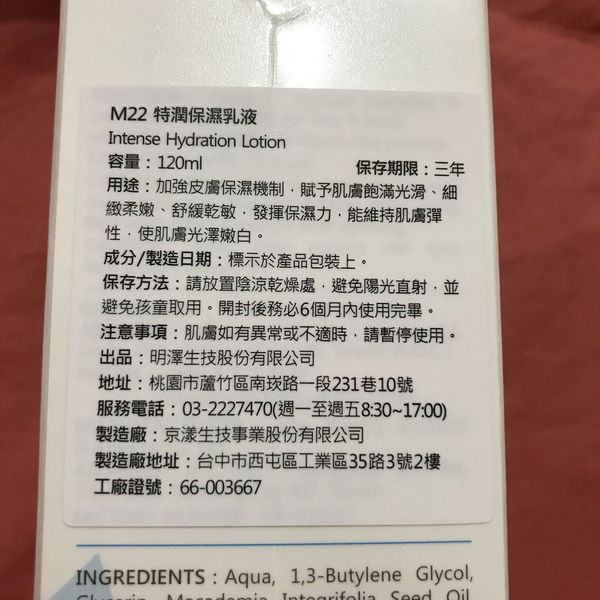 M22 特潤保濕乳液
Intense Hydration Lotion
容量：120ml 保存期限：三年
用途：加強皮膚保濕機制，賦予肌膚飽滿光滑、細
緻柔嫩、舒緩乾敏，發揮保濕力，能維持肌膚彈
性，使肌膚光澤嫩白。
成分/製造日期：標示於產品包裝上。
保存方法：請放置陰涼乾燥處，避免陽光直射，並
避免孩童取用。開封後務必6個月內使用完畢。
注意事項：肌膚如有異常或不適時，請暫停使用。
出品：明澤生技股份有限公司
地址：桃園市蘆竹區南崁路一段231巷10號
服務電話：03-2227470(週一至週五8:30~17:00)
製造廠：京漾生技事業股份有限公司
製造廠地址：台中市西屯區工業區35路3號2樓
工廠證號：66-003667
INGREDIENTS：Aqua, 1,3-Butylene Glycol,
Glycerin, Macadamia Integrifolia Seed Oil,